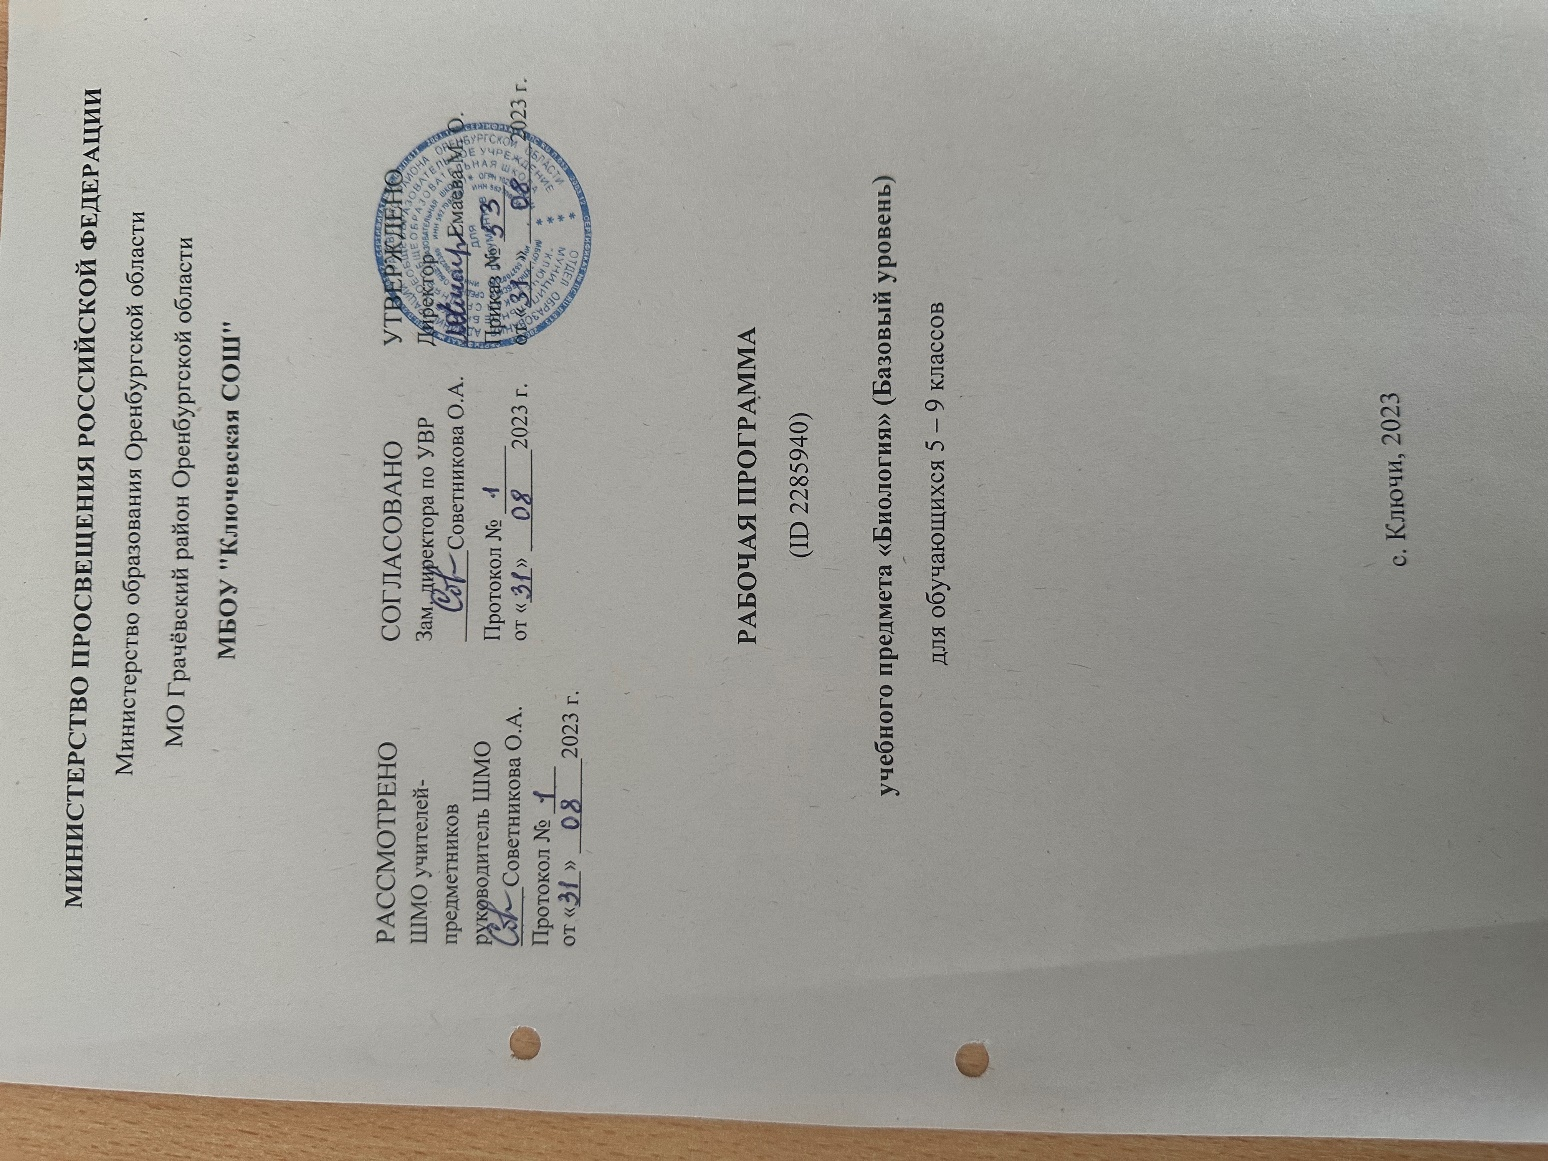 МИНИСТЕРСТВО ПРОСВЕЩЕНИЯ РОССИЙСКОЙ ФЕДЕРАЦИИ
Министерство образования Оренбургской области
МО Грачёвский район Оренбургской области
МБОУ "Ключевская СОШ"
РАССМОТРЕНО
ШМО учителей-
предметников
руководитель ШМО
Советникова О.А.
Протокол № 1
от «31» 08 2023 г.
СОГЛАСОВАНО
Зам. директора по УВР
Советникова О.А.
Протокол № 1
от «31» 08 2023 г.
УТВЕРЖДЕНО
Директор
Емаева М. Ю.
Приказ № 53
от «31» 08 2023 г.
РАБОЧАЯ ПРОГРАММА
(ID 2285940)
учебного предмета «Биология» (Базовый уровень)
для обучающихся 5 – 9 классов
с. Ключи, 2023